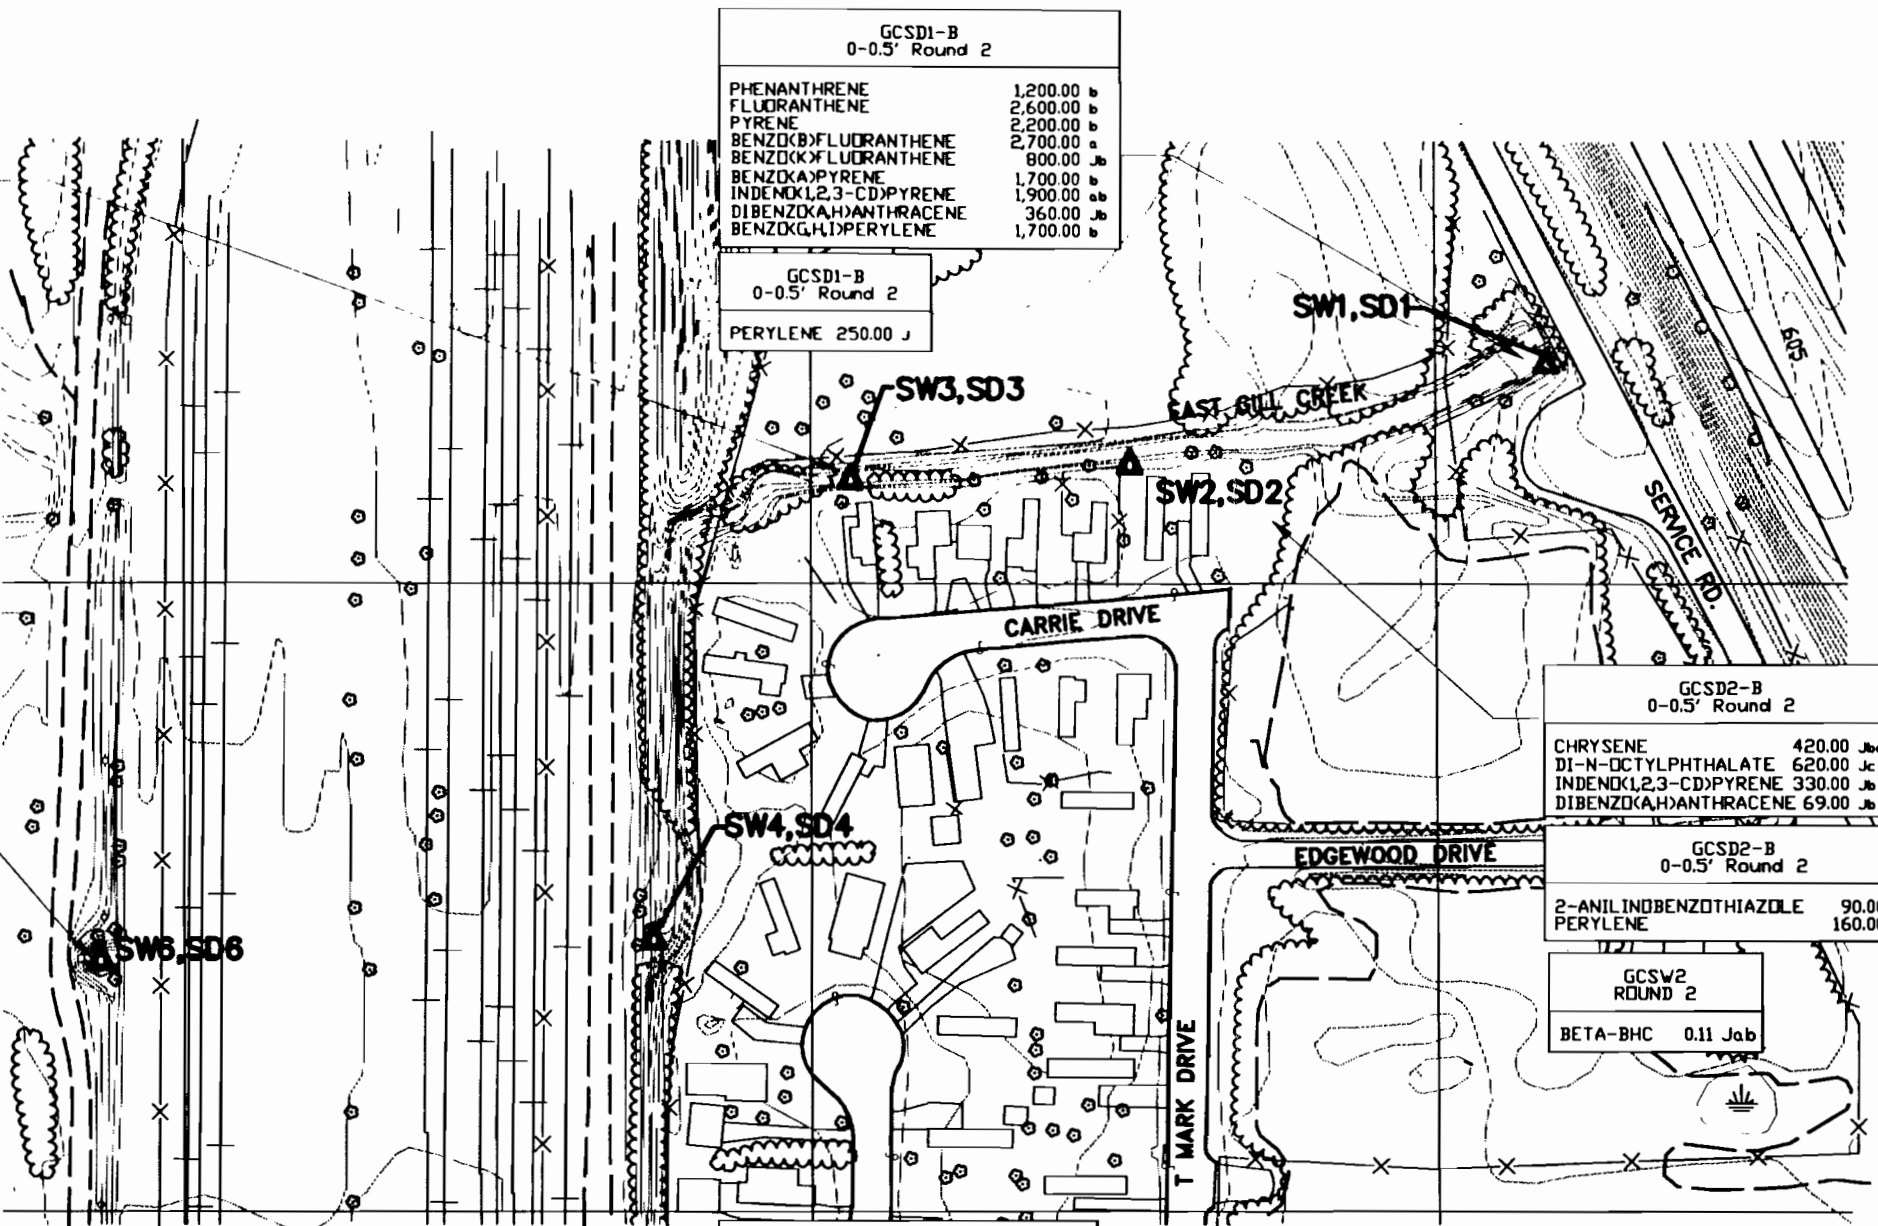 GCSD1-B
0-0.5' Round 2
PHENANTHRENE 1,200.00 b
FLUORANTHENE 2,600.00 b
PYRENE 2,200.00 b
BENZO(B)FLUORANTHENE 2,700.00 a
BENZO(K)FLUORANTHENE 800.00 Jb
BENZO(A)PYRENE 1,700.00 b
INDENO(1,2,3-CD)PYRENE 1,900.00 ab
DIBENZO(A,H)ANTHRACENE 360.00 Jb
BENZO(G,H,I)PERYLENE 1,700.00 b
GCSD1-B
0-0.5' Round 2
PERYLENE 250.00 J
SW1,SD1
605
SW3,SD3
EAST GILL CREEK
SW2,SD2
SERVICE RD.
CARRIE DRIVE
GCSD2-B
0-0.5' Round 2
CHRYSENE 420.00
DI-N-OCTYLPHTHALATE 620.00 Jc
INDENO(1,2,3-CD)PYRENE 330.00 Jb
DIBENZO(A,H)ANTHRACENE 69.00 Jb
SW4,SD4
EDGEWOOD DRIVE
GCSD2-B
0-0.5' Round 2
2-ANILINOBENZOTHIAZOLE 90.00
PERYLENE 160.00
SW6,SD6
GCSW2
ROUND 2
BETA-BHC 0.11 Jab
T MARK DRIVE